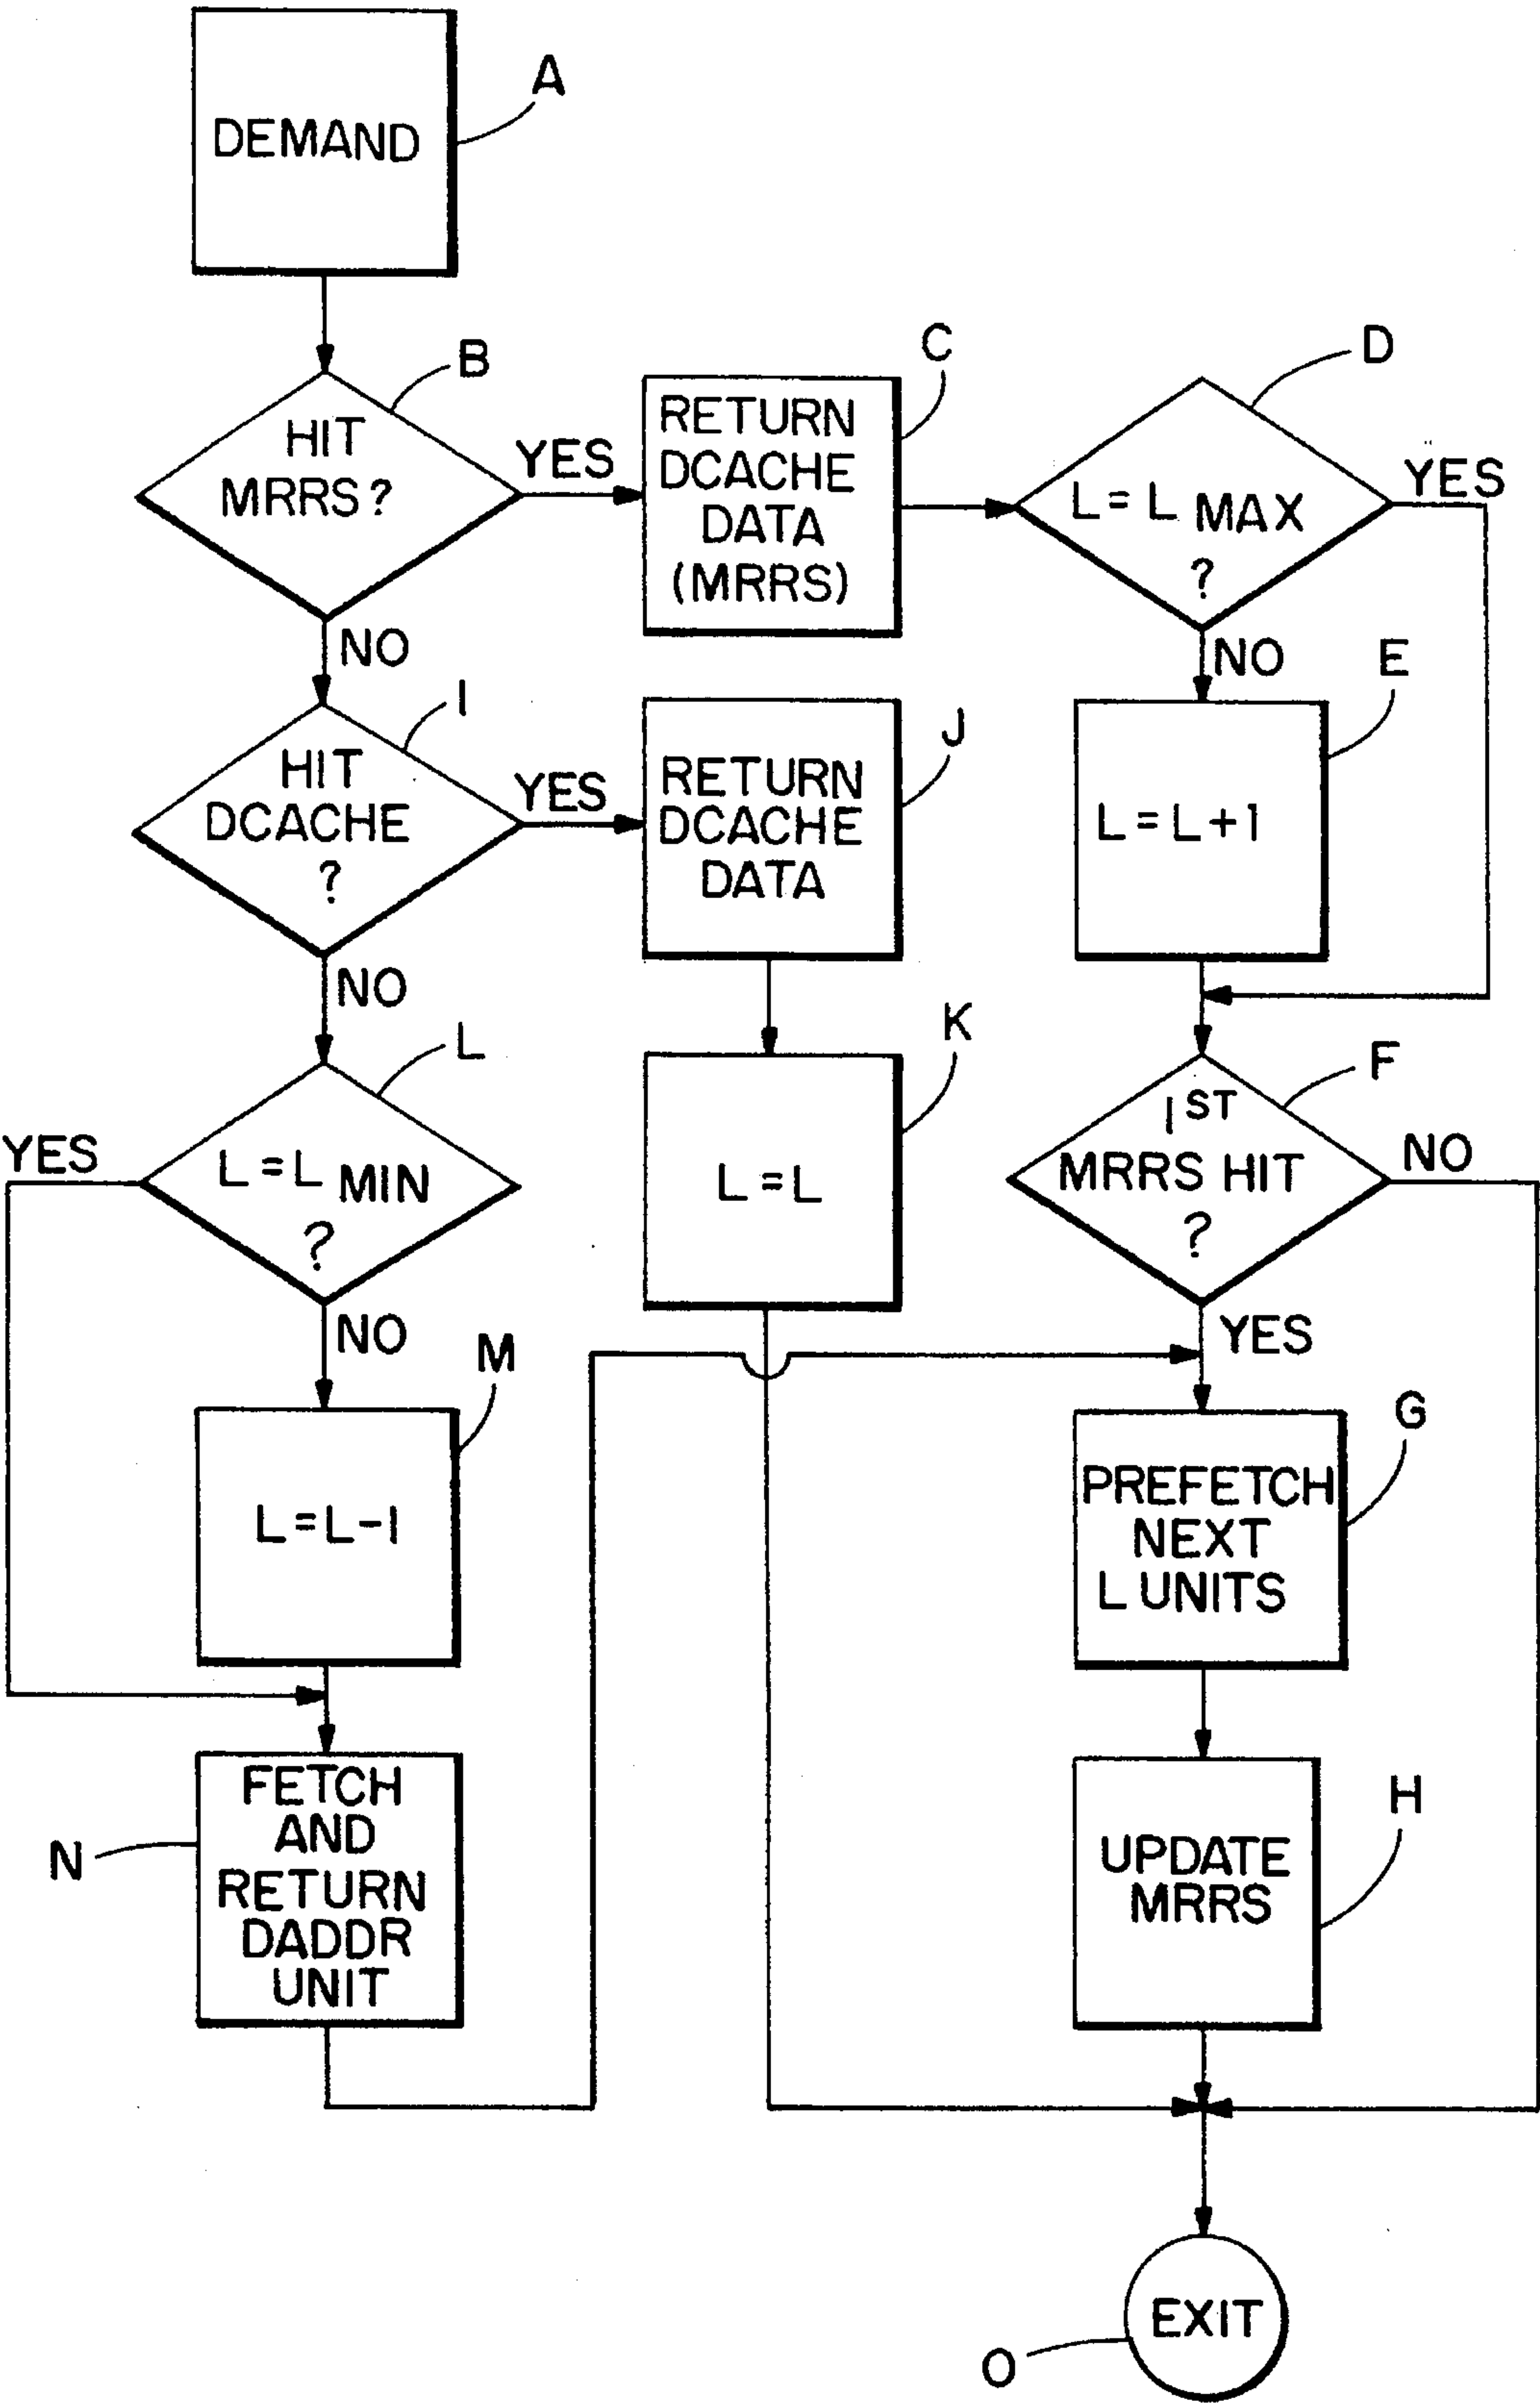 A
DEMAND
B
HIT
MRRS?
YES
NO
C
RETURN
DCACHE
DATA
(MRRS)
D
L=L MAX
?
YES
NO
E
L=L+1
I
HIT
DCACHE
?
YES
NO
J
RETURN
DCACHE
DATA
K
L=L
F
1ST
MRRS HIT
?
NO
YES
L
L=L MIN
?
YES
NO
M
L=L-1
G
PREFETCH
NEXT
L UNITS
N
FETCH
AND
RETURN
DADDR
UNIT
H
UPDATE
MRRS
EXIT
O